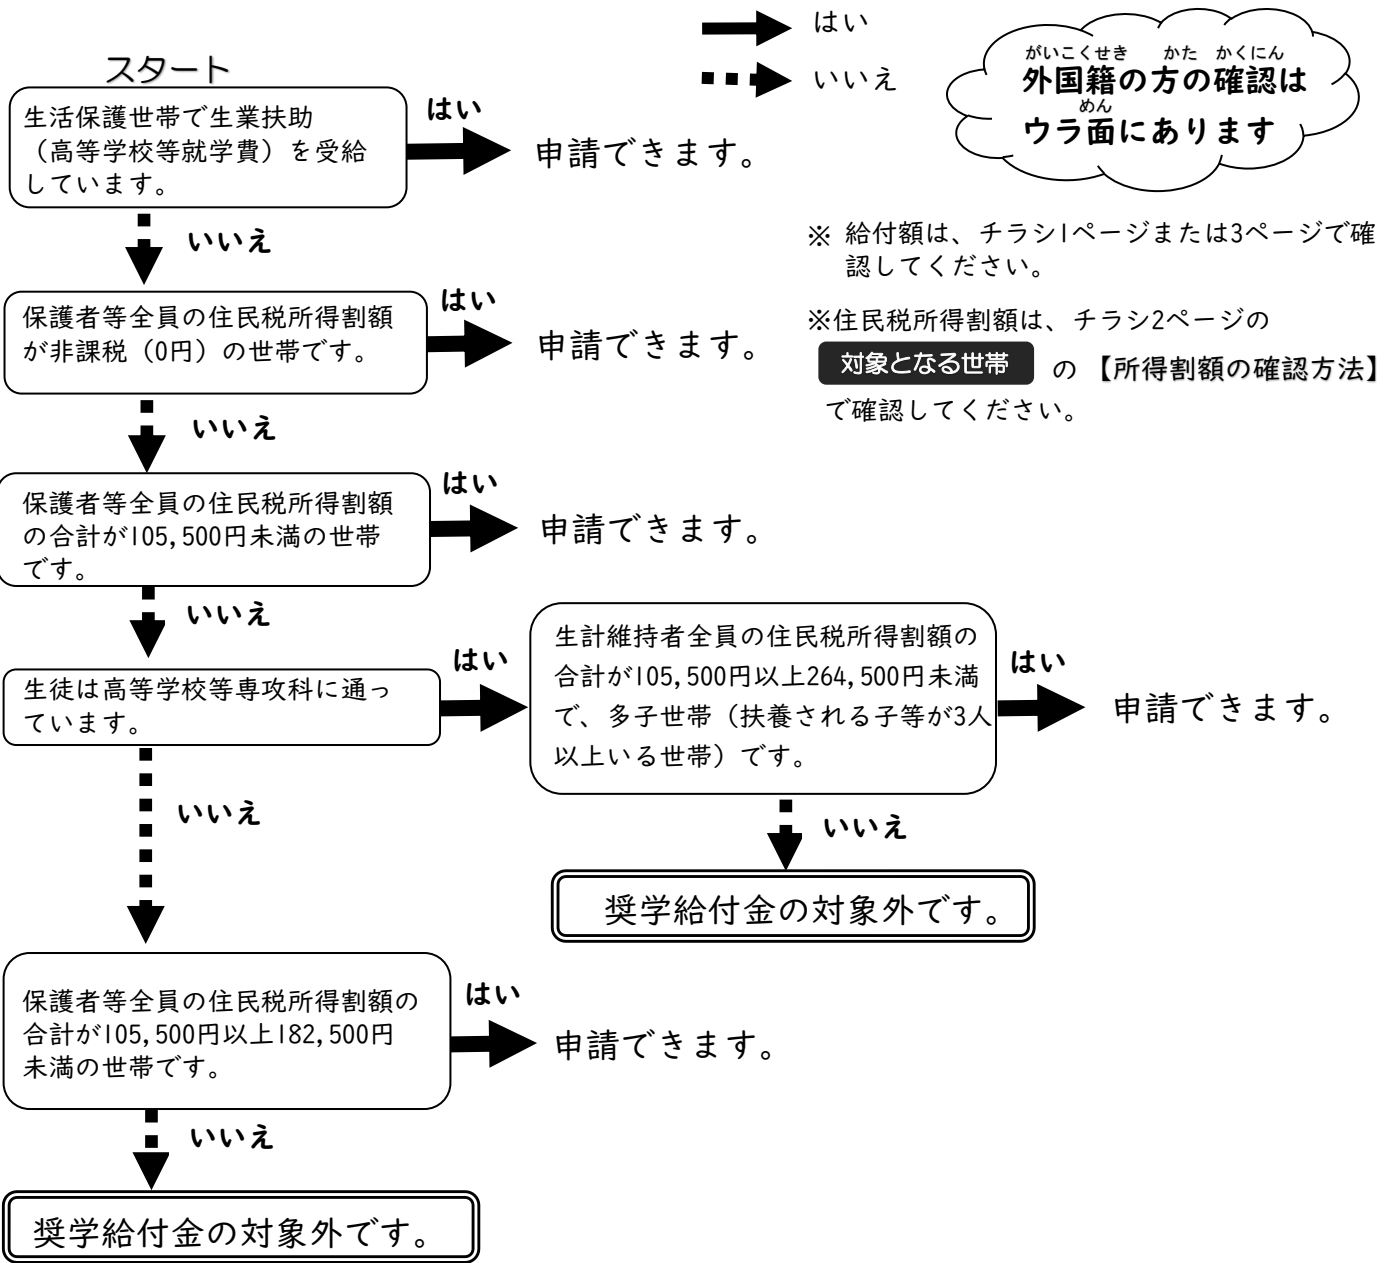 はい
いいえ
がいこくせき かた かくにん
外国籍の方の確認は
めん
ウラ面にあります
スタート
生活保護世帯で生業扶助
（高等学校等就学費）を受給
しています。
はい
申請できます。
いいえ
※ 給付額は、チラシ1ページまたは3ページで確
認してください。
※住民税所得割額は、チラシ2ページの
対象となる世帯 の 【所得割額の確認方法】
で確認してください。
保護者等全員の住民税所得割額
が非課税（0円）の世帯です。
はい
申請できます。
いいえ
保護者等全員の住民税所得割額
の合計が105,500円未満の世帯
です。
はい
申請できます。
いいえ
生徒は高等学校等専攻科に通っ
ています。
はい
生計維持者全員の住民税所得割額の
合計が105,500円以上264,500円未満
で、多子世帯（扶養される子等が3人
以上いる世帯）です。
はい
申請できます。
いいえ
奨学給付金の対象外です。
いいえ
保護者等全員の住民税所得割額の
合計が105,500円以上182,500円
未満の世帯です。
はい
申請できます。
いいえ
奨学給付金の対象外です。